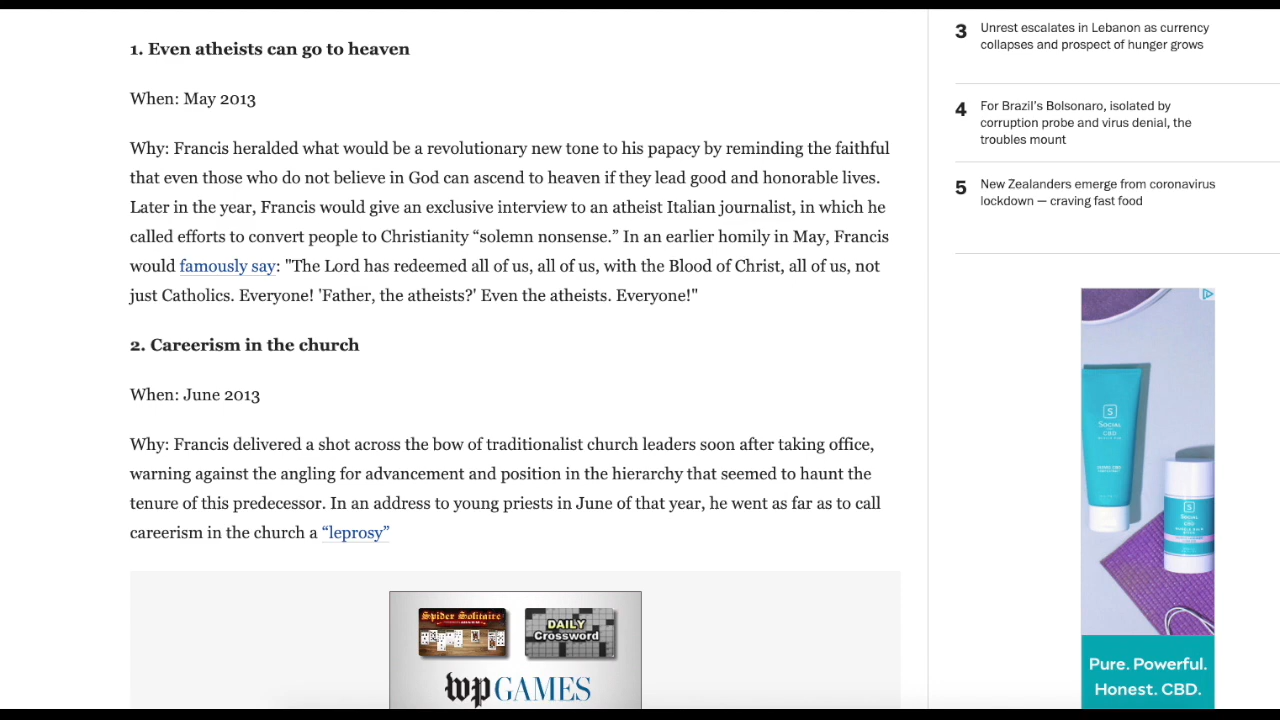 1. Even atheists can go to heaven
When: May 2013
Why: Francis heralded what would be a revolutionary new tone to his papacy by reminding the faithful
that even those who do not believe in God can ascend to heaven if they lead good and honorable lives.
Later in the year, Francis would give an exclusive interview to an atheist Italian journalist, in which he
called efforts to convert people to Christianity “solemn nonsense.” In an earlier homily in May, Francis
would famously say: "The Lord has redeemed all of us, all of us, with the Blood of Christ, all of us, not
just Catholics. Everyone! 'Father, the atheists?' Even the atheists. Everyone!"
2. Careerism in the church
When: June 2013
Why: Francis delivered a shot across the bow of traditionalist church leaders soon after taking office,
warning against the angling for advancement and position in the hierarchy that seemed to haunt the
tenure of this predecessor. In an address to young priests in June of that year, he went as far as to call
careerism in the church a “leprosy”
Spider Solitaire
DAILY
Crossword
wp GAMES
3 Unrest escalates in Lebanon as currency
collapses and prospect of hunger grows
4 For Brazil’s Bolsonaro, isolated by
corruption probe and virus denial, the
troubles mount
5 New Zealanders emerge from coronavirus
lockdown — craving fast food
S
SOCIAL
CBD
S
SOCIAL
CBD
Pure. Powerful.
Honest. CBD.